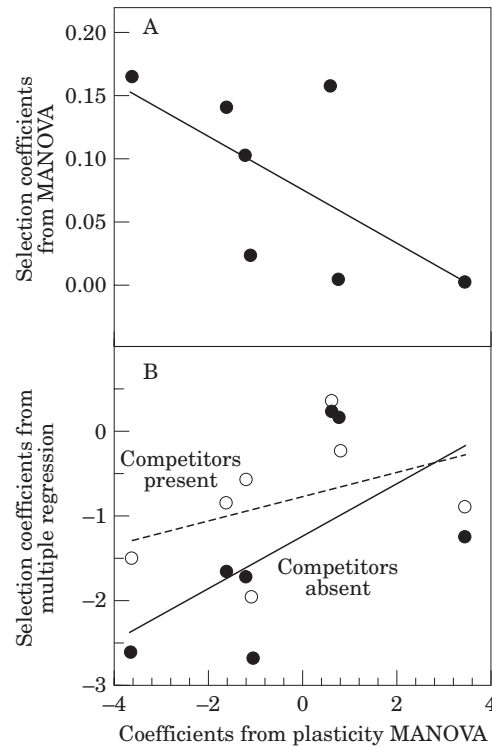 A
0.20
0.15
0.10
0.05
0.00
Selection coefficients
from MANOVA
B
0
−1
−2
−3
Selection coefficients from
multiple regression
Competitors
present
Competitors
absent
−4 −2 0 2 4
Coefficients from plasticity MANOVA